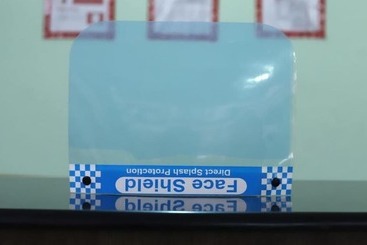 Face Shield
Direct Splash Protection